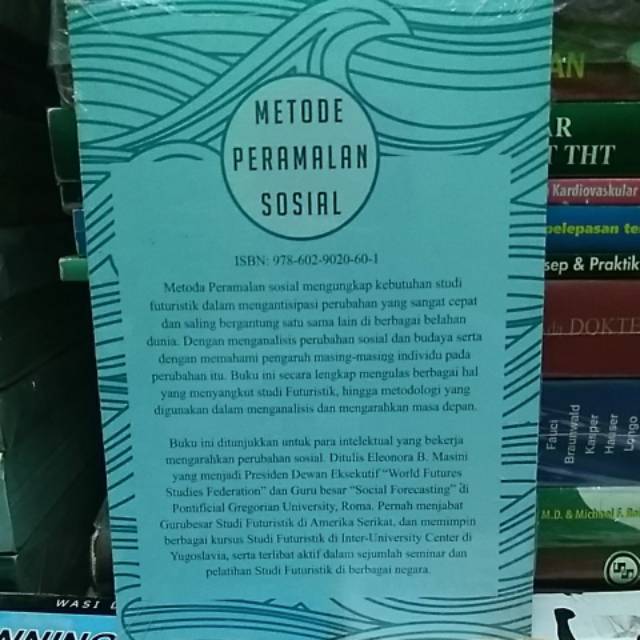 METODE
PERAMALAN
SOSIAL
ISBN: 978-602-9020-60-1
Metoda Peramalan sosial mengungkap kebutuhan studi
futuristik dalam mengantisipasi perubahan yang sangat cepat
dan saling bergantung satu sama lain di berbagai belahan
dunia. Dengan menganalisis perubahan sosial dan budaya serta
dengan memahami pengaruh masing-masing individu pada
perubahan itu. Buku ini secara lengkap mengulas berbagai hal
yang menyangkut studi Futuristik, hingga metodologi yang
digunakan dalam menganalisis dan mengarahkan masa depan.
Buku ini ditunjukkan untuk para intelektual yang bekerja
mengarahkan perubahan sosial. Ditulis Eleonora B. Masini
yang menjadi Presiden Dewan Eksekutif “World Futures
Studies Federation” dan Guru besar “Social Forecasting” di
Pontificial Gregorian University, Roma. Pernah menjabat
Gurubesar Studi Futuristik di Amerika Serikat, dan memimpin
berbagai kursus Studi Futuristik di Inter-University Center di
Yugoslavia, serta terlibat aktif dalam sejumlah seminar dan
pelatihan Studi Futuristik di berbagai negara.
AN
AR
T THT
Kardiovaskular
pelepasan te
sep & Praktik
DOKTE
Fauci
Braunwald
Kasper
Hauser
Longo
M.D. & Michael F.
WASI
NNING